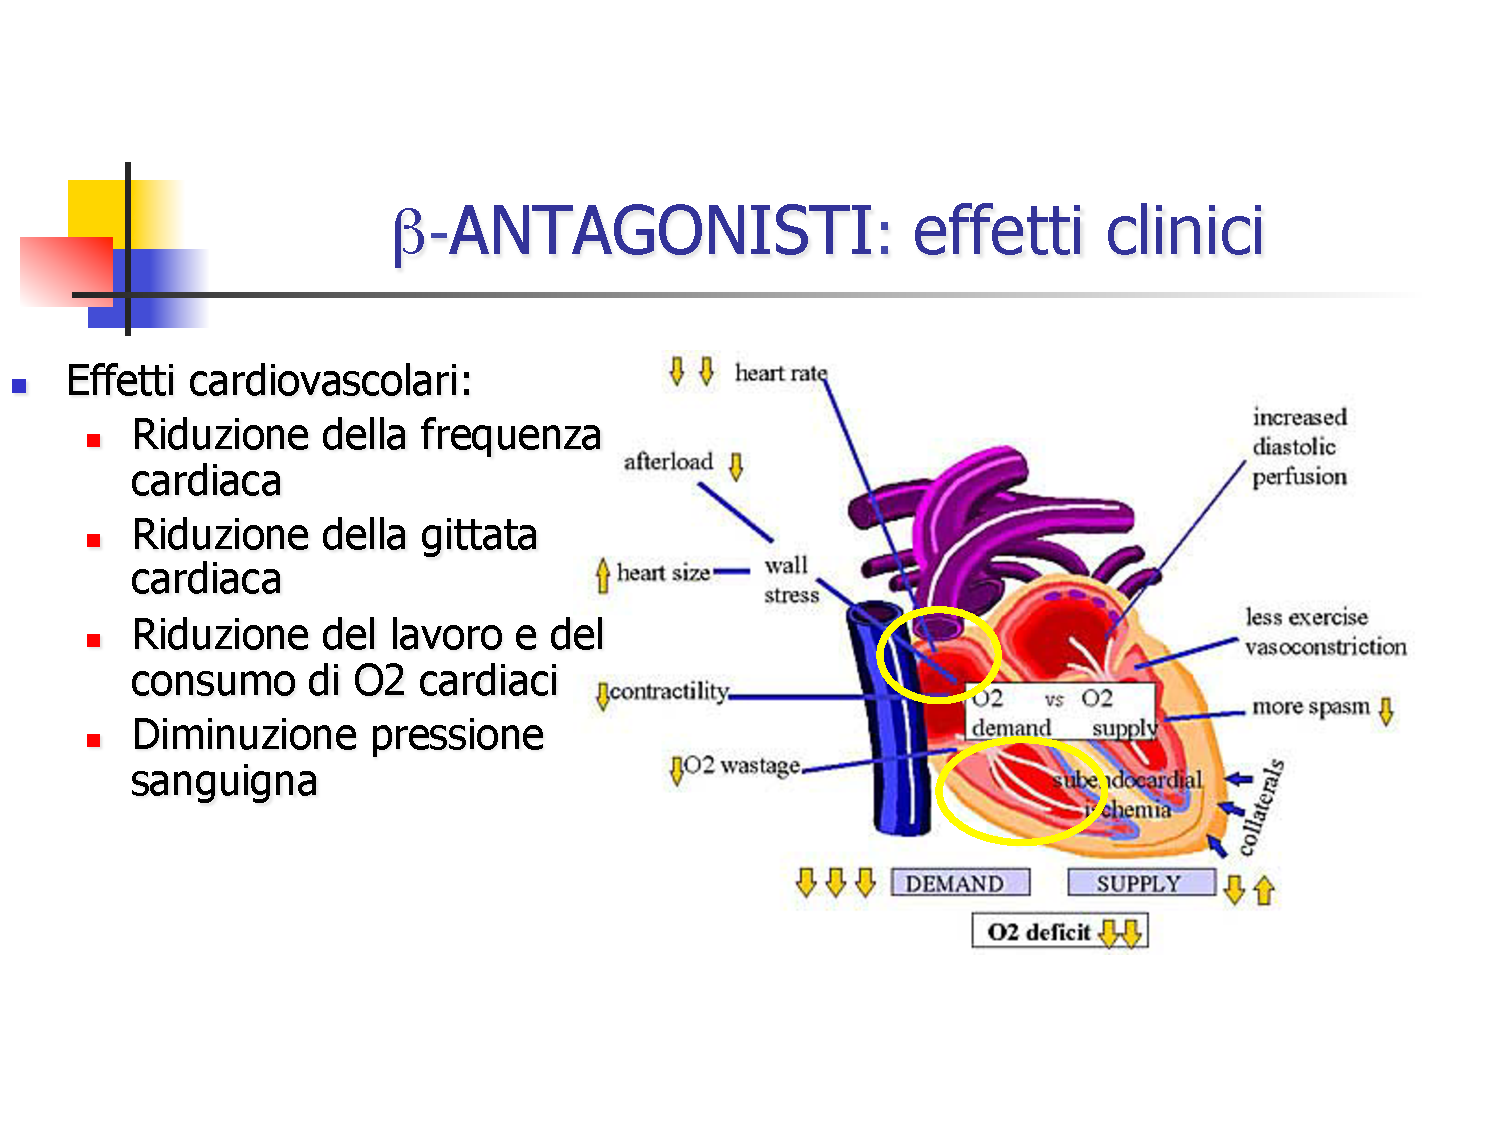 β-ANTAGONISTI: effetti clinici
Effetti cardiovascolari:
Riduzione della frequenza
cardiaca
Riduzione della gittata
cardiaca
Riduzione del lavoro e del
consumo di O2 cardiaci
Diminuzione pressione
sanguigna
heart rate
afterload
heart size
wall
stress
contractility
O2 wastage
increased
diastolic
perfusion
less exercise
vasoconstriction
more spasm
O2 vs O2
demand supply
subendocardial
ischemia
collaterals
DEMAND
SUPPLY
O2 deficit